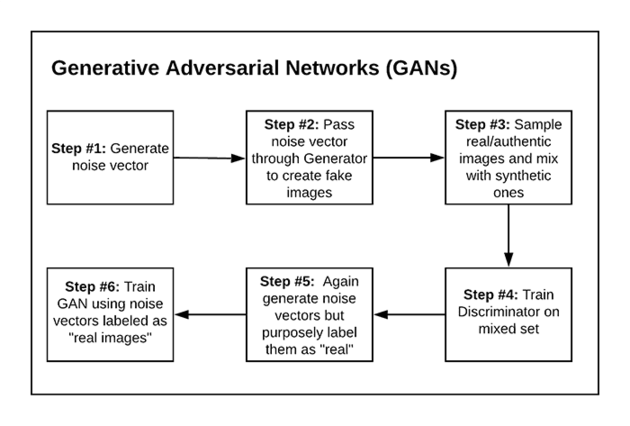 Generative Adversarial Networks (GANs)
Step #1: Generate
noise vector
Step #2: Pass
noise vector
through Generator
to create fake
images
Step #3: Sample
real/authentic
images and mix
with synthetic
ones
Step #4: Train
Discriminator on
mixed set
Step #5: Again
generate noise
vectors but
purposely label
them as "real"
Step #6: Train
GAN using noise
vectors labeled as
"real images"